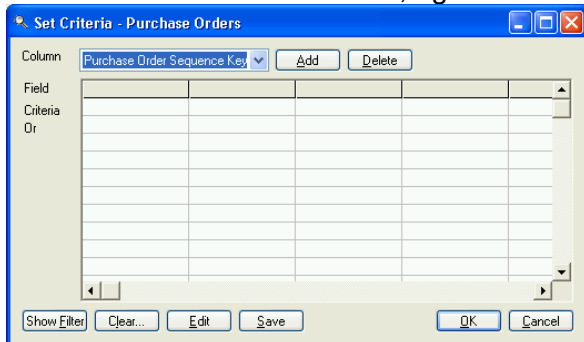 Set Criteria - Purchase Orders
Column Purchase Order Sequence Key Add Delete
Field
Criteria
Or
Show Filter Clear... Edit Save OK Cancel